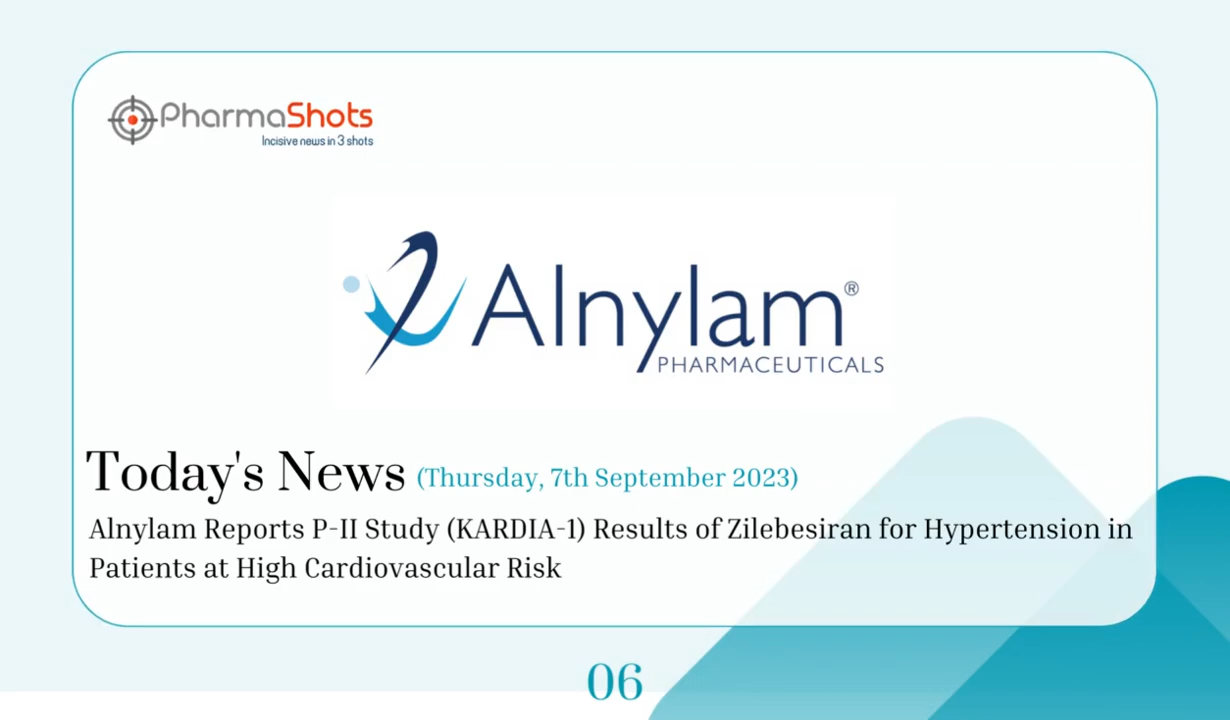 PharmaShots
Incisive news in 3 shots
Alnylam®
PHARMACEUTICALS
Today's News (Thursday, 7th September 2023)
Alnylam Reports P-II Study (KARDIA-1) Results of Zilebesiran for Hypertension in
Patients at High Cardiovascular Risk
06